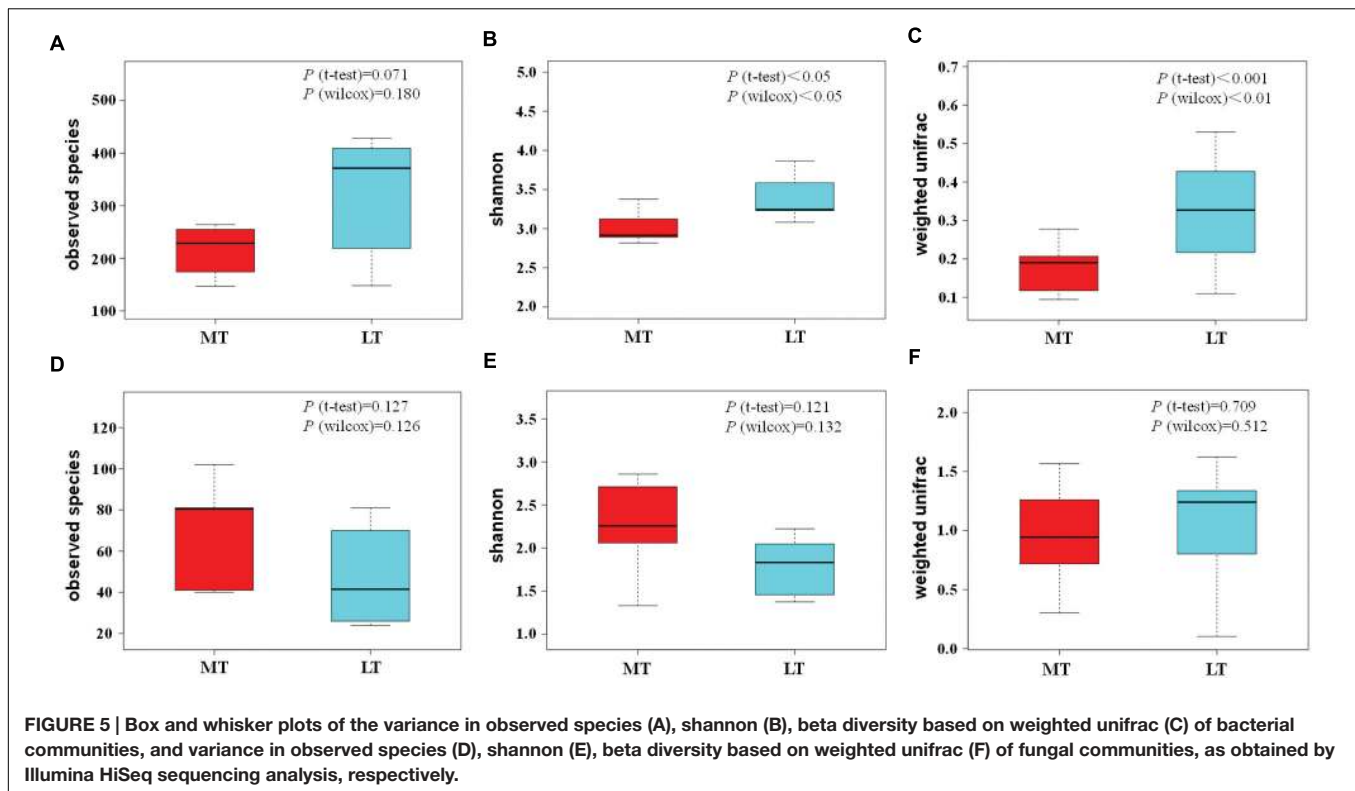 A
P (t-test)=0.071
P (wilcox)=0.180
observed species
500
400
300
200
100
MT
LT
B
P (t-test)<0.05
P (wilcox)<0.05
shannon
5.0
4.5
4.0
3.5
3.0
2.5
2.0
MT
LT
C
P (t-test)<0.001
P (wilcox)<0.01
weighted unifrac
0.7
0.6
0.5
0.4
0.3
0.2
0.1
MT
LT
D
P (t-test)=0.127
P (wilcox)=0.126
observed species
120
100
80
60
40
20
MT
LT
E
P (t-test)=0.121
P (wilcox)=0.132
shannon
3.5
3.0
2.5
2.0
1.5
1.0
MT
LT
F
P (t-test)=0.709
P (wilcox)=0.512
weighted unifrac
2.0
1.5
1.0
0.5
0.0
MT
LT
FIGURE 5 | Box and whisker plots of the variance in observed species (A), shannon (B), beta diversity based on weighted unifrac (C) of bacterial
communities, and variance in observed species (D), shannon (E), beta diversity based on weighted unifrac (F) of fungal communities, as obtained by
Illumina HiSeq sequencing analysis, respectively.